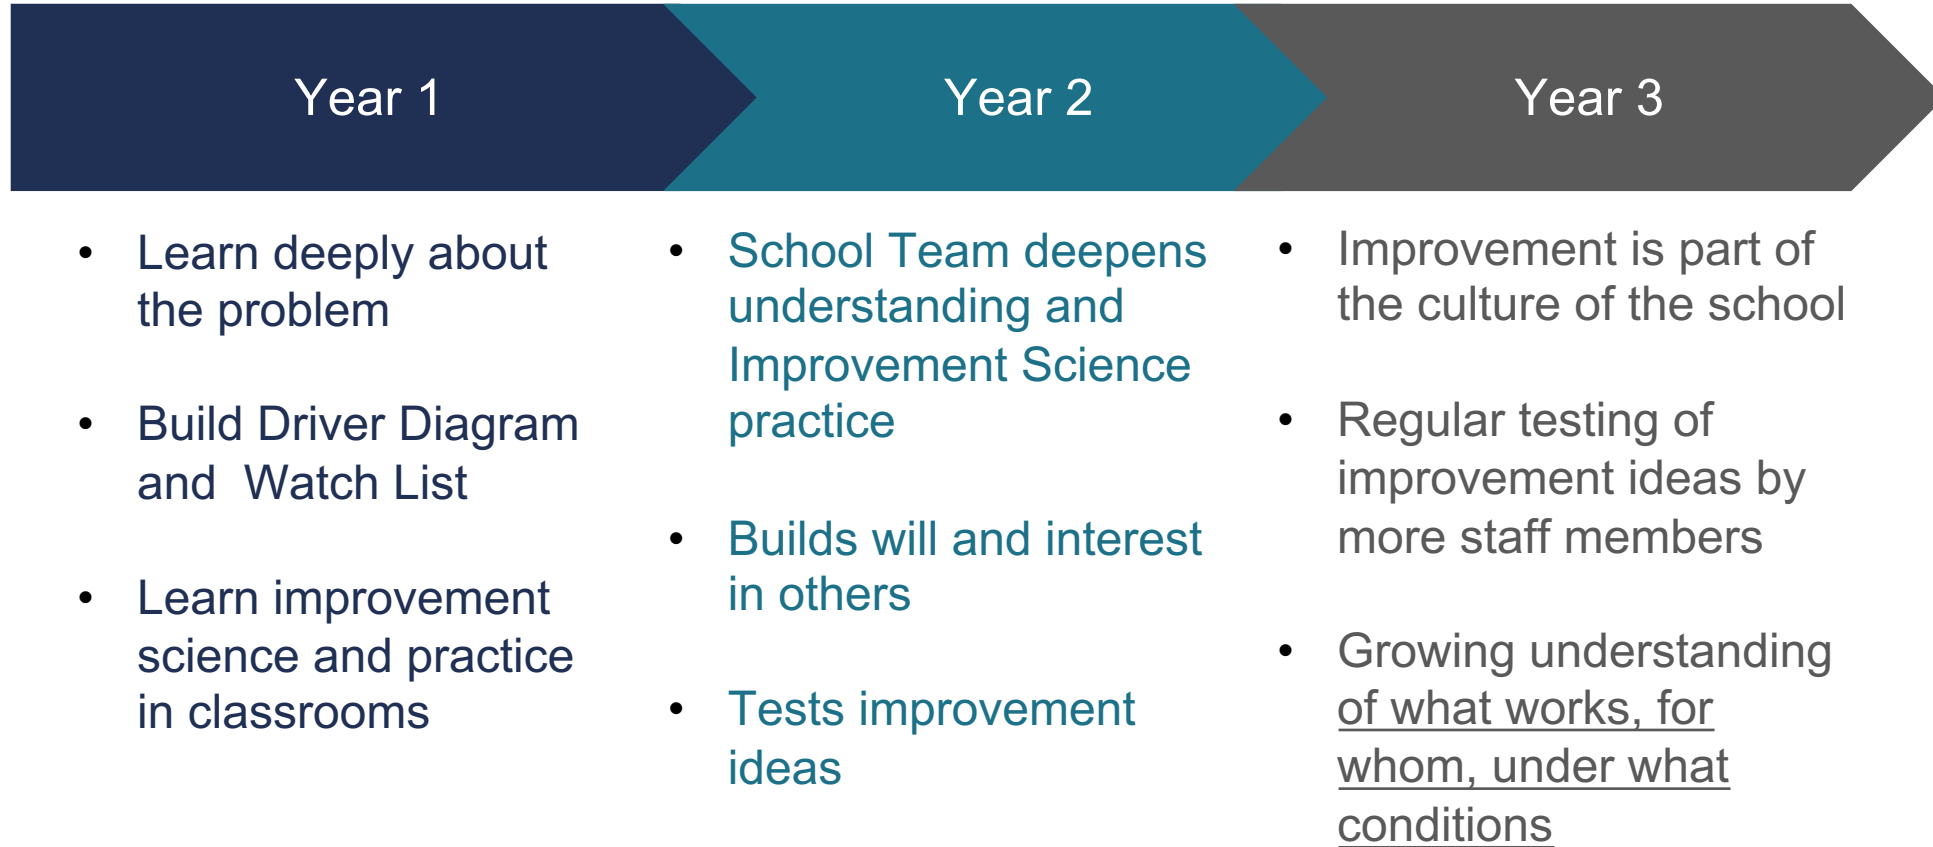 Year 1
Year 2
Year 3
• Learn deeply about
the problem
• Build Driver Diagram
and  Watch List
• Learn improvement
science and practice
in classrooms
• School Team deepens
understanding and
Improvement Science
practice
• Builds will and interest
in others
• Tests improvement
ideas
• Improvement is part of
the culture of the school
• Regular testing of
improvement ideas by
more staff members
• Growing understanding
of what works, for
whom, under what
conditions